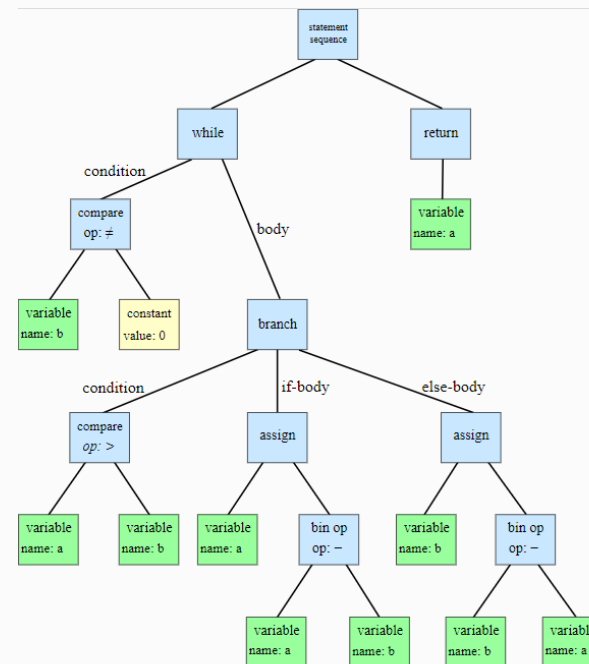 statement
sequence
while
return
condition
compare
op: ≠
body
variable
name: a
variable
name: b
constant
value: 0
branch
condition
if-body
else-body
compare
op: >
assign
assign
variable
name: a
variable
name: b
variable
name: a
bin op
op: −
variable
name: b
bin op
op: −
variable
name: a
variable
name: b
variable
name: b
variable
name: a